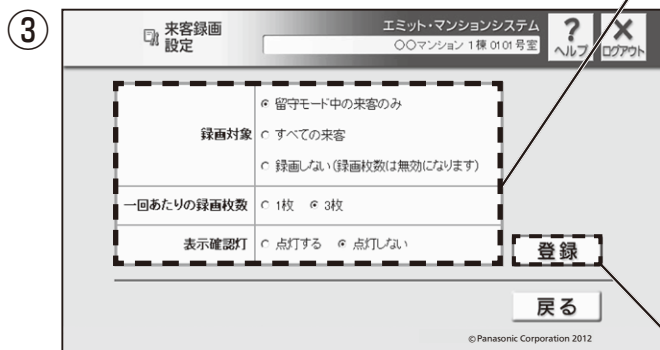 ③
来客録画
設定
エミット・マンションシステム
○○マンション 1棟 0101号室
?
ヘルプ
×
ログアウト
録画対象
留守モード中の来客のみ
すべての来客
録画しない(録画枚数は無効になります)
一回あたりの録画枚数 1枚 3枚
表示確認灯 点灯する 点灯しない
登録
戻る
©Panasonic Corporation 2012